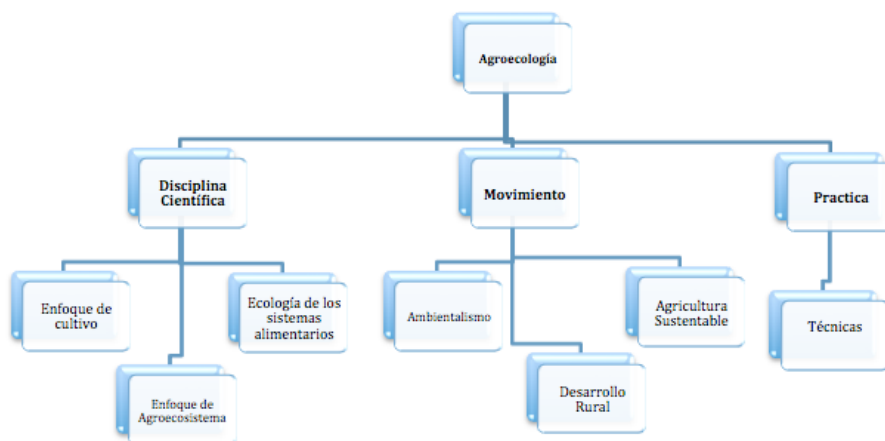 Agroecología
Disciplina
Científica
Movimiento
Practica
Enfoque de
cultivo
Ecología de los
sistemas
alimentarios
Enfoque de
Agroecosistema
Ambientalismo
Agricultura
Sustentable
Desarrollo
Rural
Técnicas